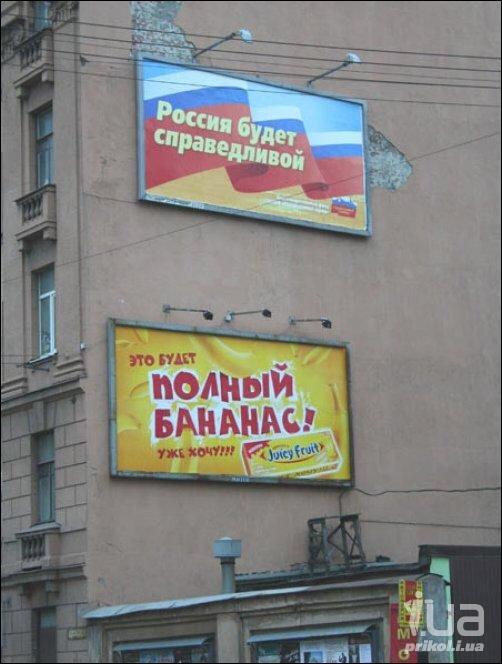 Россия будет
справедливой
ЭТО БУДЕТ
ПОЛНЫЙ
БАНАНАС!
УЖЕ ХОЧУ!!!
Juicy Fruit
i.ua
prikol.i.ua